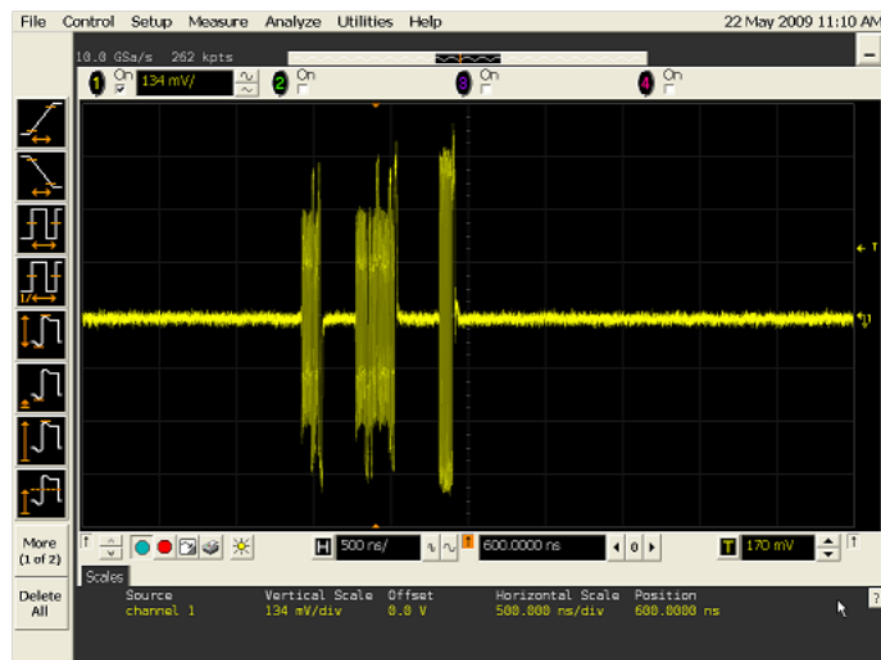 File Control Setup Measure Analyze Utilities Help 22 May 2009 11:10 AM
10.0 GSa/s 262 kpts
1 On 134 mV/ 2 On 3 On 4 On
T
1
More
(1 of 2)
H 500 ns/ 600.0000 ns 0 T 170 mV
Scales
Delete
All
Source Vertical Scale Offset Horizontal Scale Position
channel 1 134 mV/div 0.0 V 500.000 ns/div 600.0000 ns
?